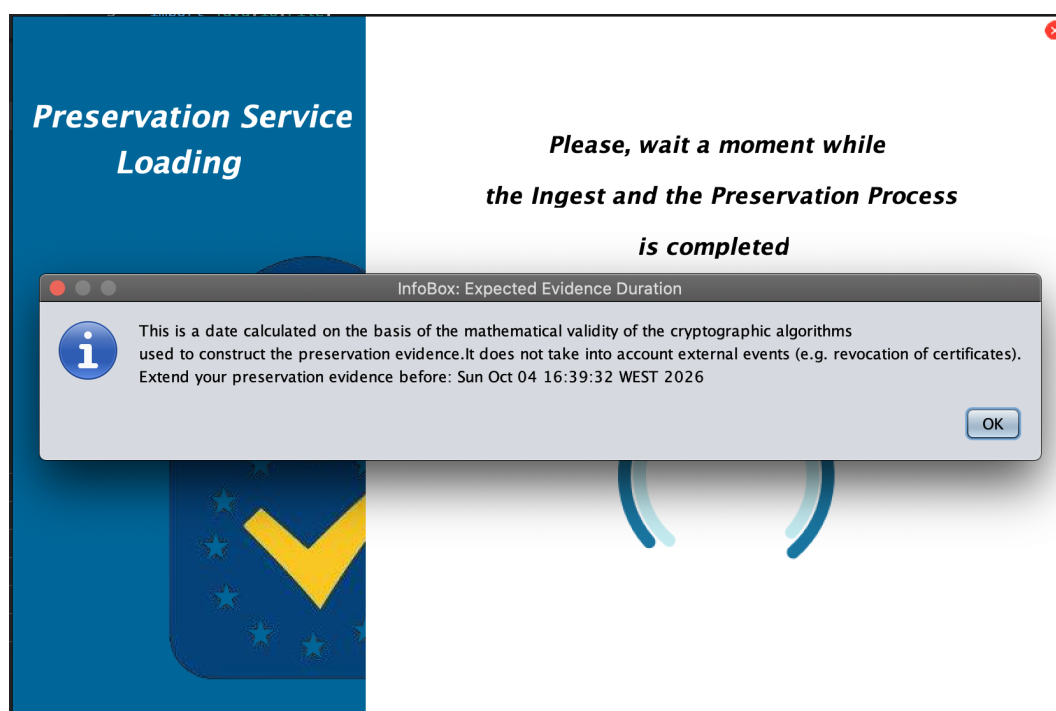 Preservation Service
Loading
Please, wait a moment while
the Ingest and the Preservation Process
is completed
InfoBox: Expected Evidence Duration
This is a date calculated on the basis of the mathematical validity of the cryptographic algorithms
used to construct the preservation evidence.It does not take into account external events (e.g. revocation of certificates).
Extend your preservation evidence before: Sun Oct 04 16:39:32 WEST 2026
OK